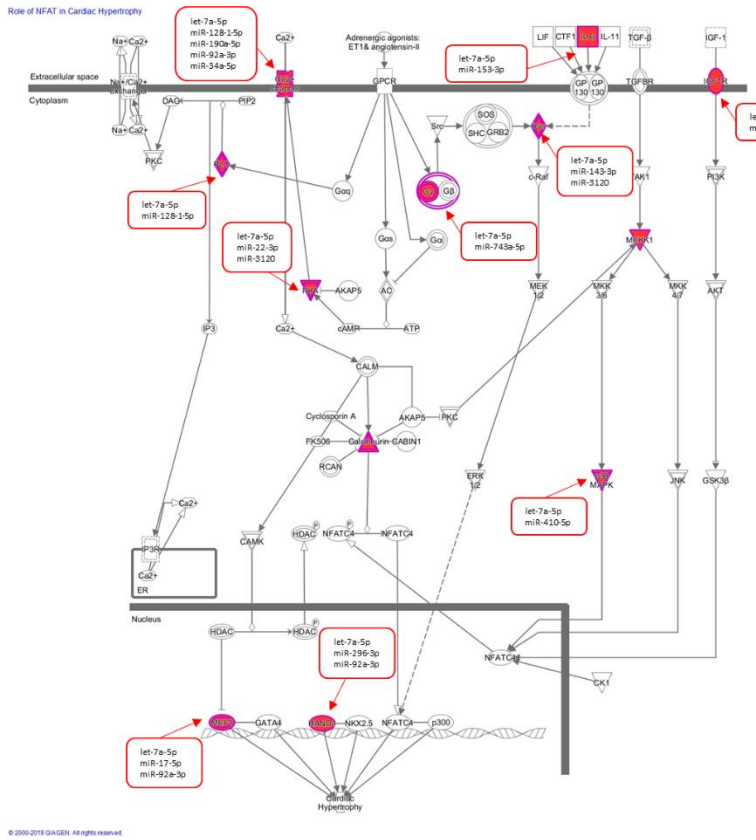 Role of NFAT in Cardiac Hypertrophy
let-7a-5p
miR-128-1-5p
miR-190a-5p
miR-92a-3p
miR-34a-5p
Na+
Ca2+
Ca2+
Adrenergic agonists:
ET1& angiotensin-II
let-7a-5p
miR-153-3p
LIF
CTF1
IL-6
IL-11
TGF-β
IGF-1
Extracellular space
Cytoplasm
Na+/Ca2+
exchanger
GPCR
GP
130
GP
130
TGFBR
IGF1R
Na+
Ca2+
DAG
PIP2
PKC
Src
SOS
SHC
GRB2
let-7a-5p
miR-128-1-5p
Gαq
Gβ
c-Raf
let-7a-5p
miR-143-3p
miR-3120
TAK1
PI3K
let-7a-5p
miR-743a-5p
let-7a-5p
miR-22-3p
miR-3120
Gαs
Gαi
MEKK1
PKA
AKAP5
AC
MEK
1/2
MKK
3/6
MKK
4/7
AKT
IP3
Ca2+
cAMP
ATP
CALM
Cyclosporin A
AKAP5
PKC
FK506
Calcineurin
CABIN1
RCAN
ERK
1/2
MAPK
JNK
GSK3β
let-7a-5p
miR-410-5p
Ca2+
IP3R
Ca2+
ER
CAMK
HDAC
P
NFATC4
P
NFATC4
Nucleus
HDAC
HDAC
P
let-7a-5p
miR-296-3p
miR-92a-3p
NFATC4
CK1
let-7a-5p
miR-17-5p
miR-92a-3p
MEF2
GATA4
HAND
NKX2.5
NFATC4
p300
Cardiac
Hypertrophy
© 2000-2019 QIAGEN. All rights reserved.